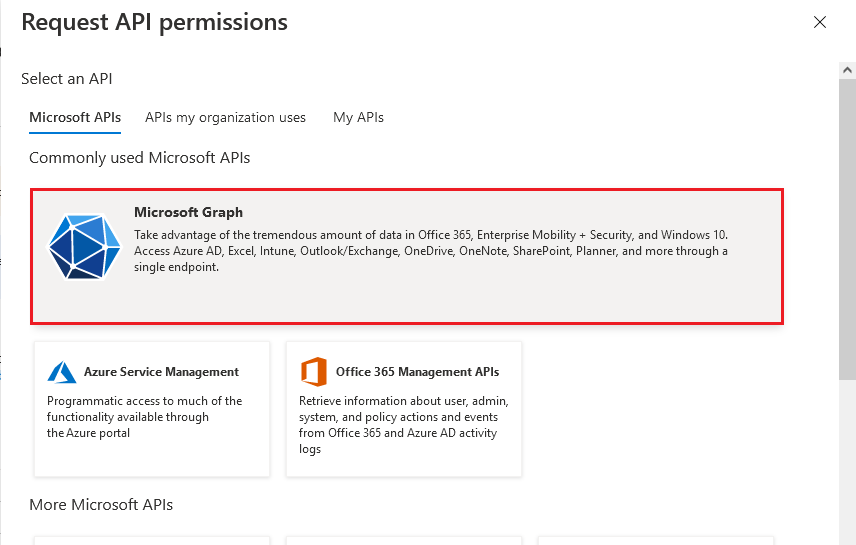 Request API permissions
Select an API
Microsoft APIs APIs my organization uses My APIs
Commonly used Microsoft APIs
Microsoft Graph
Take advantage of the tremendous amount of data in Office 365, Enterprise Mobility + Security, and Windows 10.
Access Azure AD, Excel, Intune, Outlook/Exchange, OneDrive, OneNote, SharePoint, Planner, and more through a
single endpoint.
Azure Service Management
Programmatic access to much of the
functionality available through
the Azure portal
Office 365 Management APIs
Retrieve information about user, admin,
system, and policy actions and events
from Office 365 and Azure AD activity
logs
More Microsoft APIs